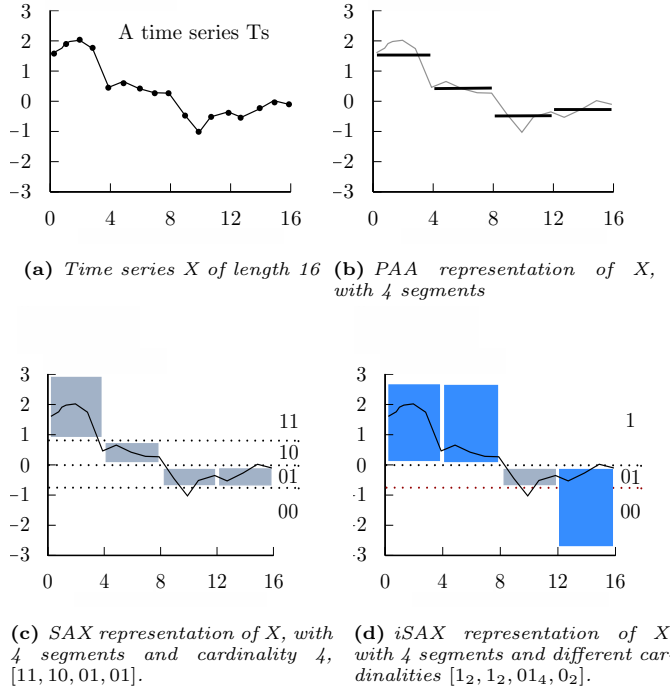 3
2
1
0
−1
−2
−3
A time series Ts
0 4 8 12 16
3
2
1
0
−1
−2
−3
0 4 8 12 16
(a) Time series X of length 16
(b) PAA representation of X,
with 4 segments
3
2
1
0
−1
−2
−3
11
10
01
00
0 4 8 12 16
3
2
1
0
−1
−2
−3
1
01
00
0 4 8 12 16
(c) SAX representation of X, with
4 segments and cardinality 4,
[11, 10, 01, 01].
(d) iSAX representation of X
with 4 segments and different car-
dinalities [1₂, 1₂, 01₄, 0₂].